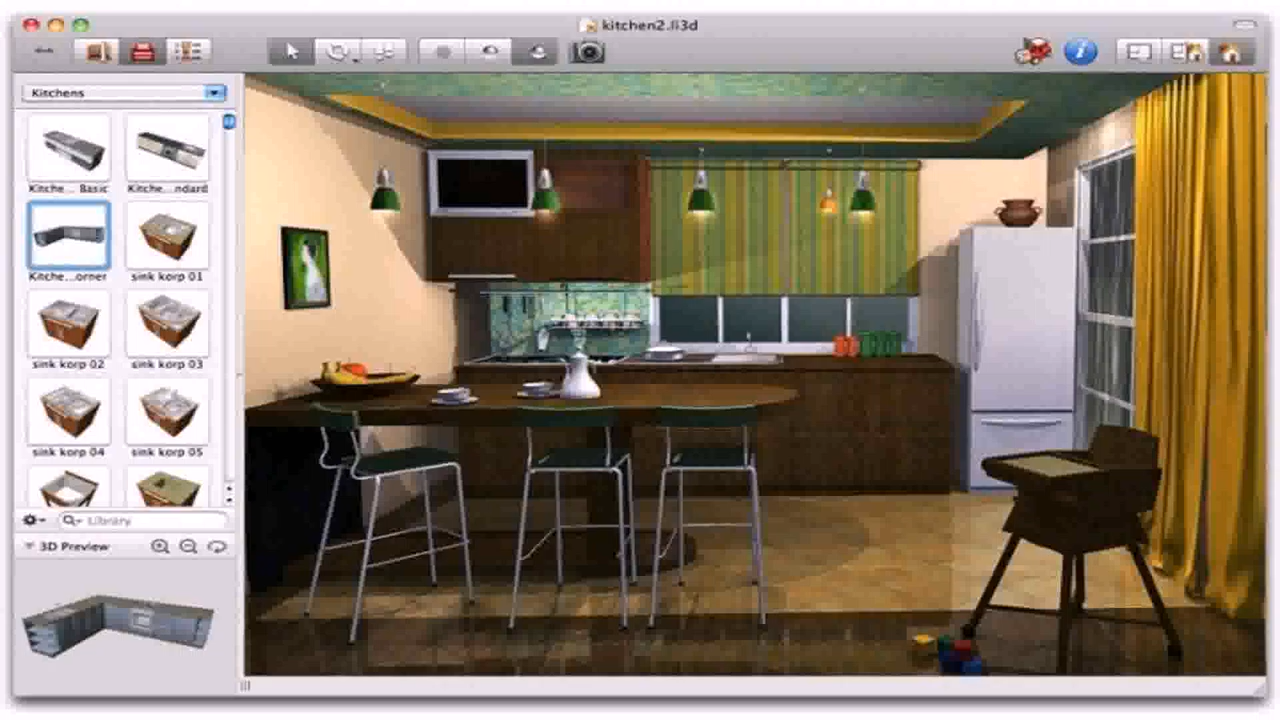 kitchen2.li3d
Kitchens
Kitche... Basic
Kitche...ndard
Kitche...orner
sink korp 01
sink korp 02
sink korp 03
sink korp 04
sink korp 05
Library
3D Preview